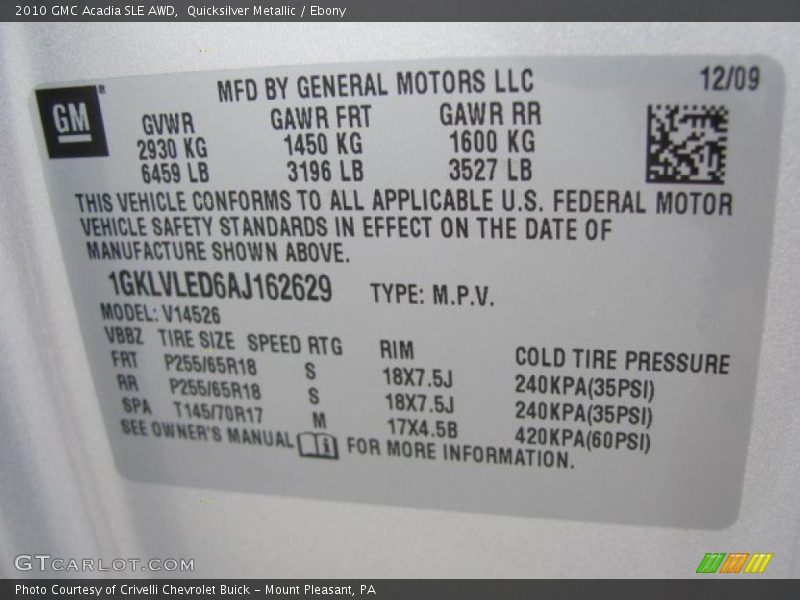 2010 GMC Acadia SLE AWD, Quicksilver Metallic / Ebony
GM®
MFD BY GENERAL MOTORS LLC 12/09
GVWR GAWR FRT GAWR RR
2930 KG 1450 KG 1600 KG
6459 LB 3196 LB 3527 LB
THIS VEHICLE CONFORMS TO ALL APPLICABLE U.S. FEDERAL MOTOR
VEHICLE SAFETY STANDARDS IN EFFECT ON THE DATE OF
MANUFACTURE SHOWN ABOVE.
1GKLVLED6AJ162629 TYPE: M.P.V.
MODEL: V14526
VBBZ TIRE SIZE SPEED RTG RIM COLD TIRE PRESSURE
FRT P255/65R18 S 18X7.5J 240KPA(35PSI)
RR P255/65R18 S 18X7.5J 240KPA(35PSI)
SPA T145/70R17 M 17X4.5B 420KPA(60PSI)
SEE OWNER'S MANUAL FOR MORE INFORMATION.
GTCARLOT.COM
Photo Courtesy of Crivelli Chevrolet Buick – Mount Pleasant, PA